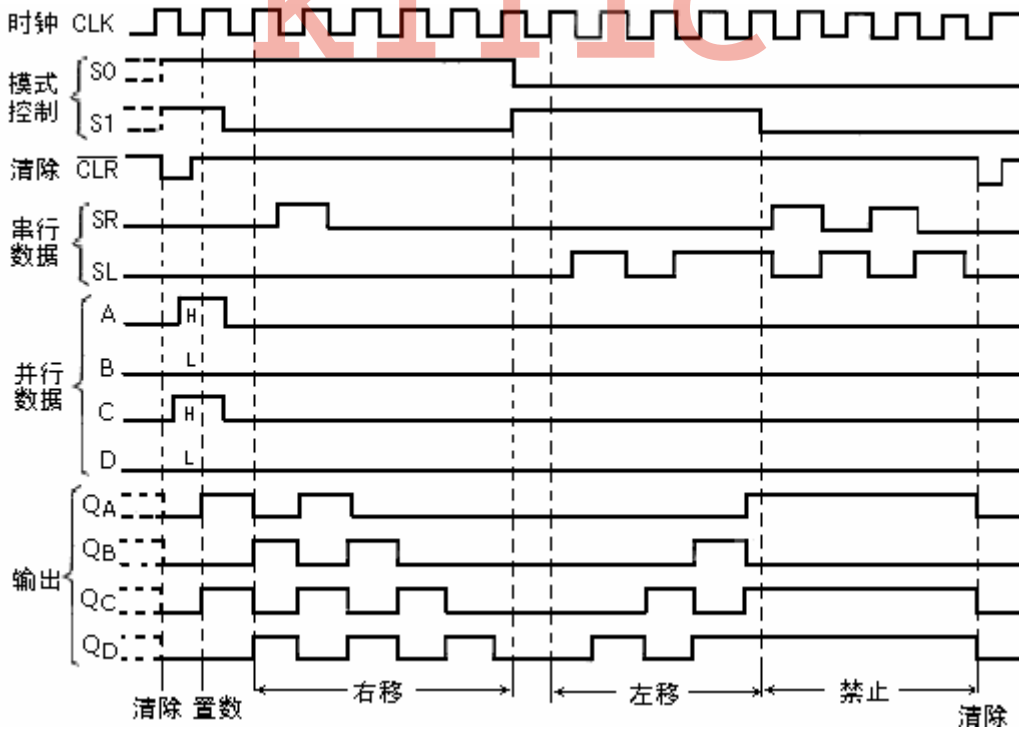 KITIC
时钟 CLK
模式控制
S0
S1
清除 CLR
串行数据
SR
SL
并行数据
A H
B L
C H
D L
输出
QA
QB
QC
QD
清除 置数 右移 左移 禁止 清除